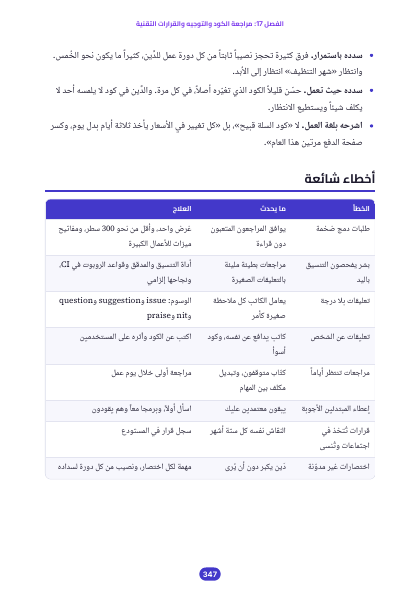 الفصل 17: مراجعة الكود والتوجيه والقرارات التقنية
• سدده باستمرار. فرق كثيرة تحجز نصيباً ثابتاً من كل دورة عمل للدَّين، كثيراً ما يكون نحو الخُمس.
وانتظار «شهر التنظيف» انتظار إلى الأبد.
• سدده حيث تعمل. حسّن قليلاً الكود الذي تغيّره أصلاً، في كل مرة. والدَّين في كود لا يلمسه أحد لا
يكلف شيئاً ويستطيع الانتظار.
• اشرحه بلغة العمل. لا «كود السلة قبيح»، بل «كل تغيير في الأسعار يأخذ ثلاثة أيام بدل يوم، وكسر
صفحة الدفع مرتين هذا العام».
أخطاء شائعة
الخطأ ما يحدث العلاج
طلبات دمج ضخمة يوافق المراجعون المتعبون غرض واحد، وأقل من نحو 300 سطر، ومفاتيح
دون قراءة ميزات للأعمال الكبيرة
بشر يفحصون التنسيق مراجعات بطيئة مليئة أداة التنسيق والمدقق وقواعد الروبوت في CI،
باليد بالتعليقات الصغيرة ونجاحها إلزامي
تعليقات بلا درجة يعامل الكاتب كل ملاحظة الوسوم: issue وsuggestion وquestion
صغيرة كأمر وnit وpraise
تعليقات عن الشخص كاتب يدافع عن نفسه، وكود اكتب عن الكود وأثره على المستخدمين
أسوأ
مراجعات تنتظر أياماً كتّاب متوقفون، وتبديل مراجعة أولى خلال يوم عمل
مكلف بين المهام
إعطاء المبتدئين الأجوبة يبقون معتمدين عليك اسأل أولاً، وبرمجا معاً وهم يقودون
قرارات تُتخذ في النقاش نفسه كل ستة أشهر سجل قرار في المستودع
اجتماعات وتُنسى
اختصارات غير مدوّنة دَين يكبر دون أن يُرى مهمة لكل اختصار، ونصيب من كل دورة لسداده
347